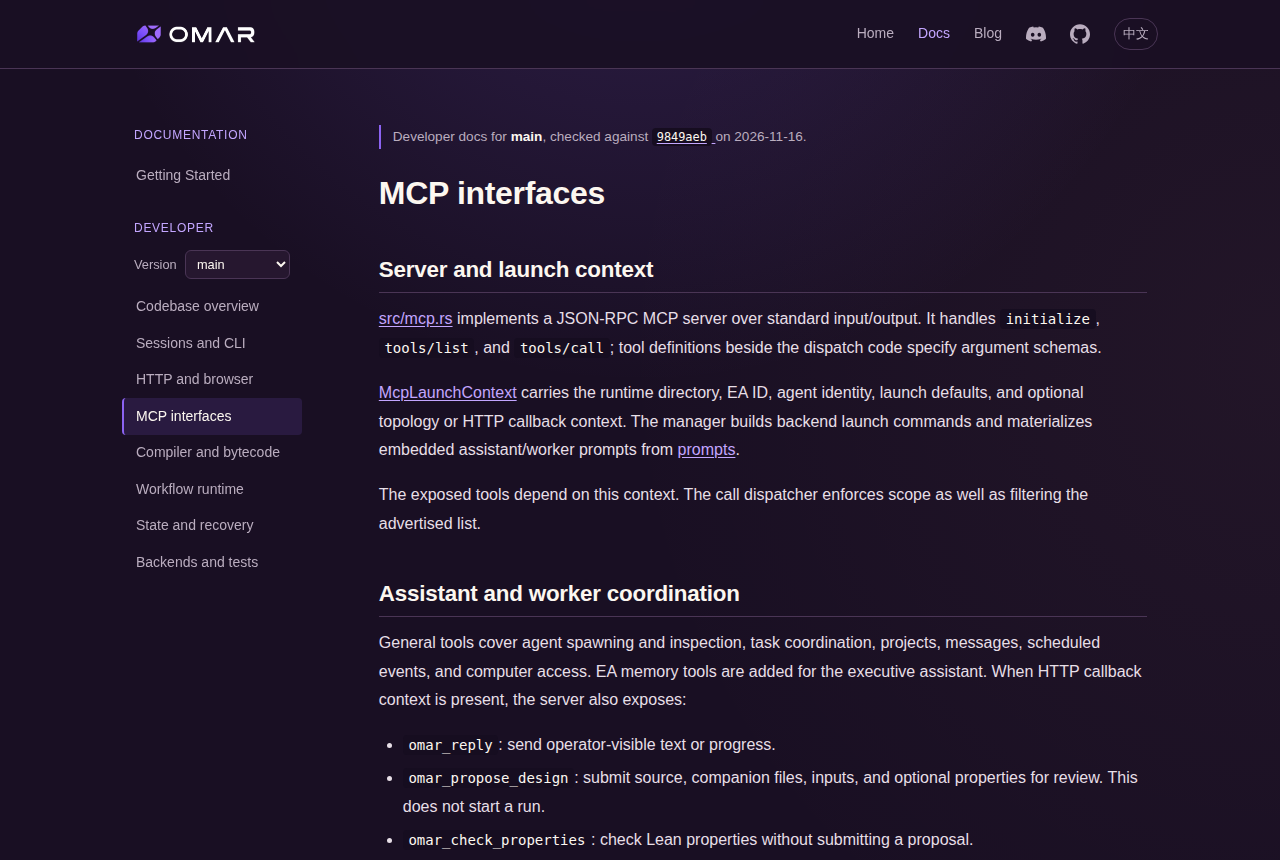 OMAR
Home
Docs
Blog
中文
DOCUMENTATION
Getting Started
DEVELOPER
Version
main
Codebase overview
Sessions and CLI
HTTP and browser
MCP interfaces
Compiler and bytecode
Workflow runtime
State and recovery
Backends and tests
Developer docs for main, checked against 9849aeb on 2026-11-16.
MCP interfaces
Server and launch context
src/mcp.rs implements a JSON-RPC MCP server over standard input/output. It handles initialize,
tools/list, and tools/call; tool definitions beside the dispatch code specify argument schemas.
McpLaunchContext carries the runtime directory, EA ID, agent identity, launch defaults, and optional
topology or HTTP callback context. The manager builds backend launch commands and materializes
embedded assistant/worker prompts from prompts.
The exposed tools depend on this context. The call dispatcher enforces scope as well as filtering the
advertised list.
Assistant and worker coordination
General tools cover agent spawning and inspection, task coordination, projects, messages, scheduled
events, and computer access. EA memory tools are added for the executive assistant. When HTTP callback
context is present, the server also exposes:
• omar_reply: send operator-visible text or progress.
• omar_propose_design: submit source, companion files, inputs, and optional properties for review. This
does not start a run.
• omar_check_properties: check Lean properties without submitting a proposal.